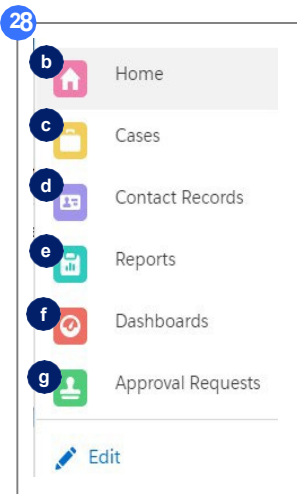 28
b Home
c Cases
d Contact Records
e Reports
f Dashboards
g Approval Requests
Edit